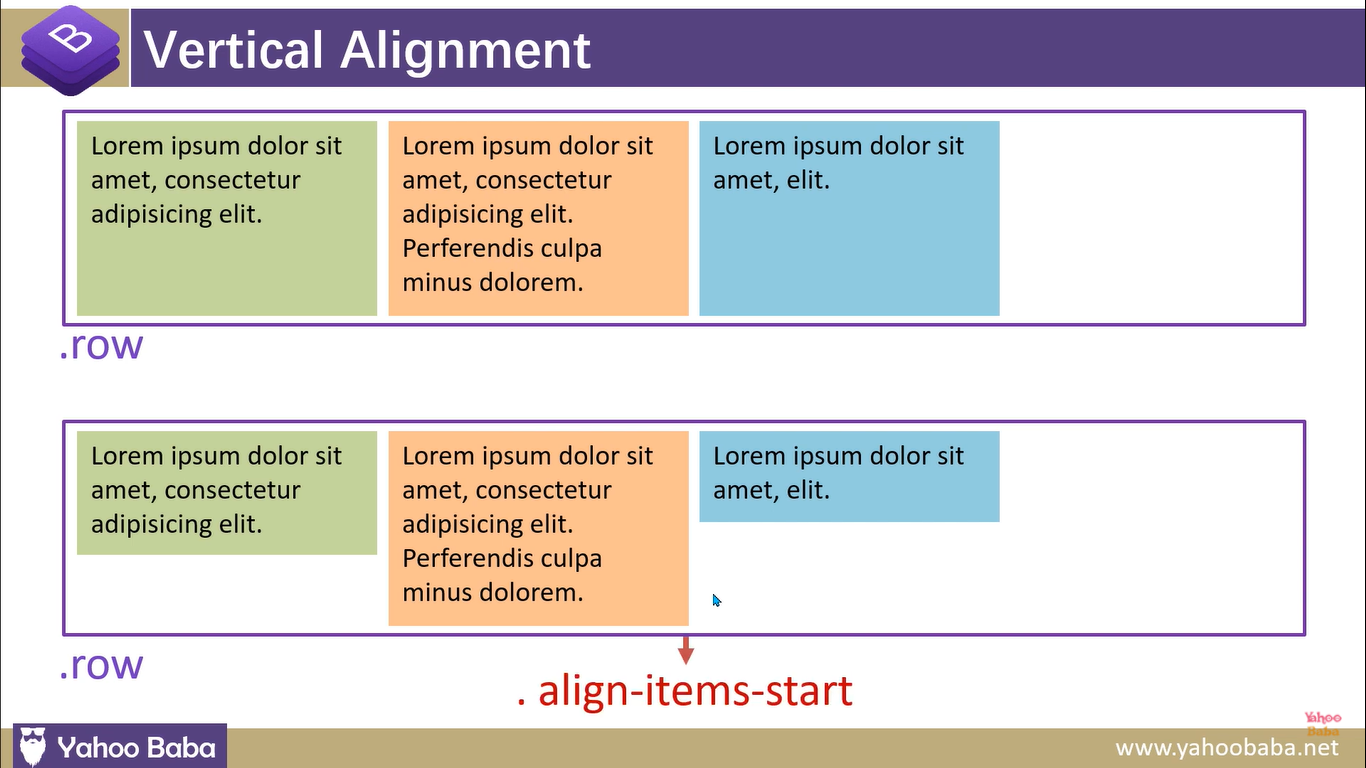 B
Vertical Alignment
Lorem ipsum dolor sit
amet, consectetur
adipisicing elit.
Lorem ipsum dolor sit
amet, consectetur
adipisicing elit.
Perferendis culpa
minus dolorem.
Lorem ipsum dolor sit
amet, elit.
.row
Lorem ipsum dolor sit
amet, consectetur
adipisicing elit.
Lorem ipsum dolor sit
amet, consectetur
adipisicing elit.
Perferendis culpa
minus dolorem.
Lorem ipsum dolor sit
amet, elit.
.row
. align-items-start
Yahoo
Baba
Yahoo Baba
www.yahoobaba.net